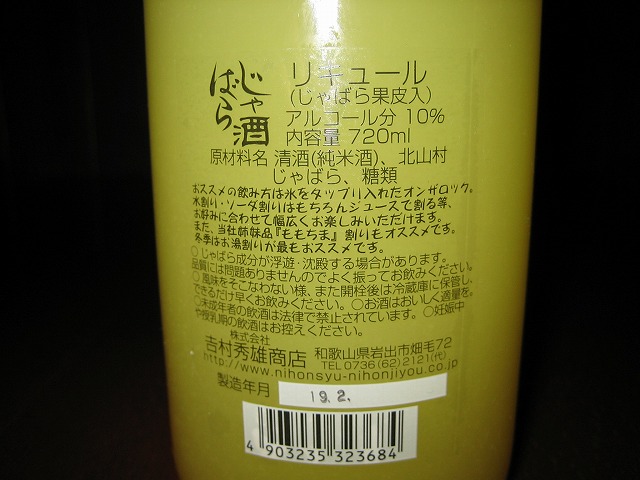 じゃばら酒
リキュール
(じゃばら果皮入)
アルコール分 10%
内容量 720ml
原材料名 清酒(純米酒)、北山村
じゃばら、糖類
おススメの飲み方は氷をタップリ入れたオンザロック。
水割り・ソーダ割りはもちろんジュースで割る等、
お好みに合わせて幅広くお楽しみいただけます。
また、当社姉妹品『ももちま』割りもオススメです。
冬季はお湯割りが最もおススメです。
○じゃばら成分が浮遊・沈殿する場合があります。
品質には問題ありませんのでよく振ってお飲みください。
○風味をそこなわない様、また開栓後は冷蔵庫に保管し、
できるだけ早くお飲みください。○お酒はおいしく適量を。
○未成年者の飲酒は法律で禁止されています。○妊娠中
や授乳期の飲酒はお控えください。
株式会社
吉村秀雄商店 和歌山県岩出市畑毛72
TEL 0736(62)2121(代)
http://www.nihonsyu-nihonjiyou.co.jp
製造年月 19.2.
4 903235 323684